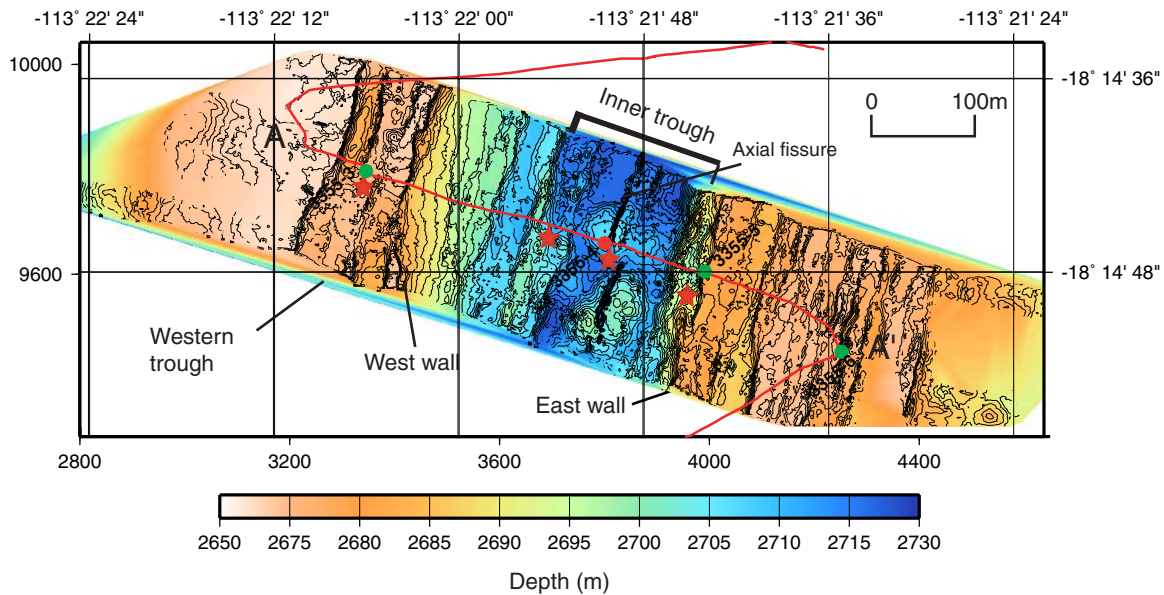 -113° 22' 24" -113° 22' 12" -113° 22' 00" -113° 21' 48" -113° 21' 36" -113° 21' 24"
10000
9600
-18° 14' 36"
-18° 14' 48"
0 100m
Inner trough
Axial fissure
A
A'
3355-5
Western
trough
West wall
East wall
2800 3200 3600 4000 4400
2650 2675 2680 2685 2690 2695 2700 2705 2710 2715 2730
Depth (m)